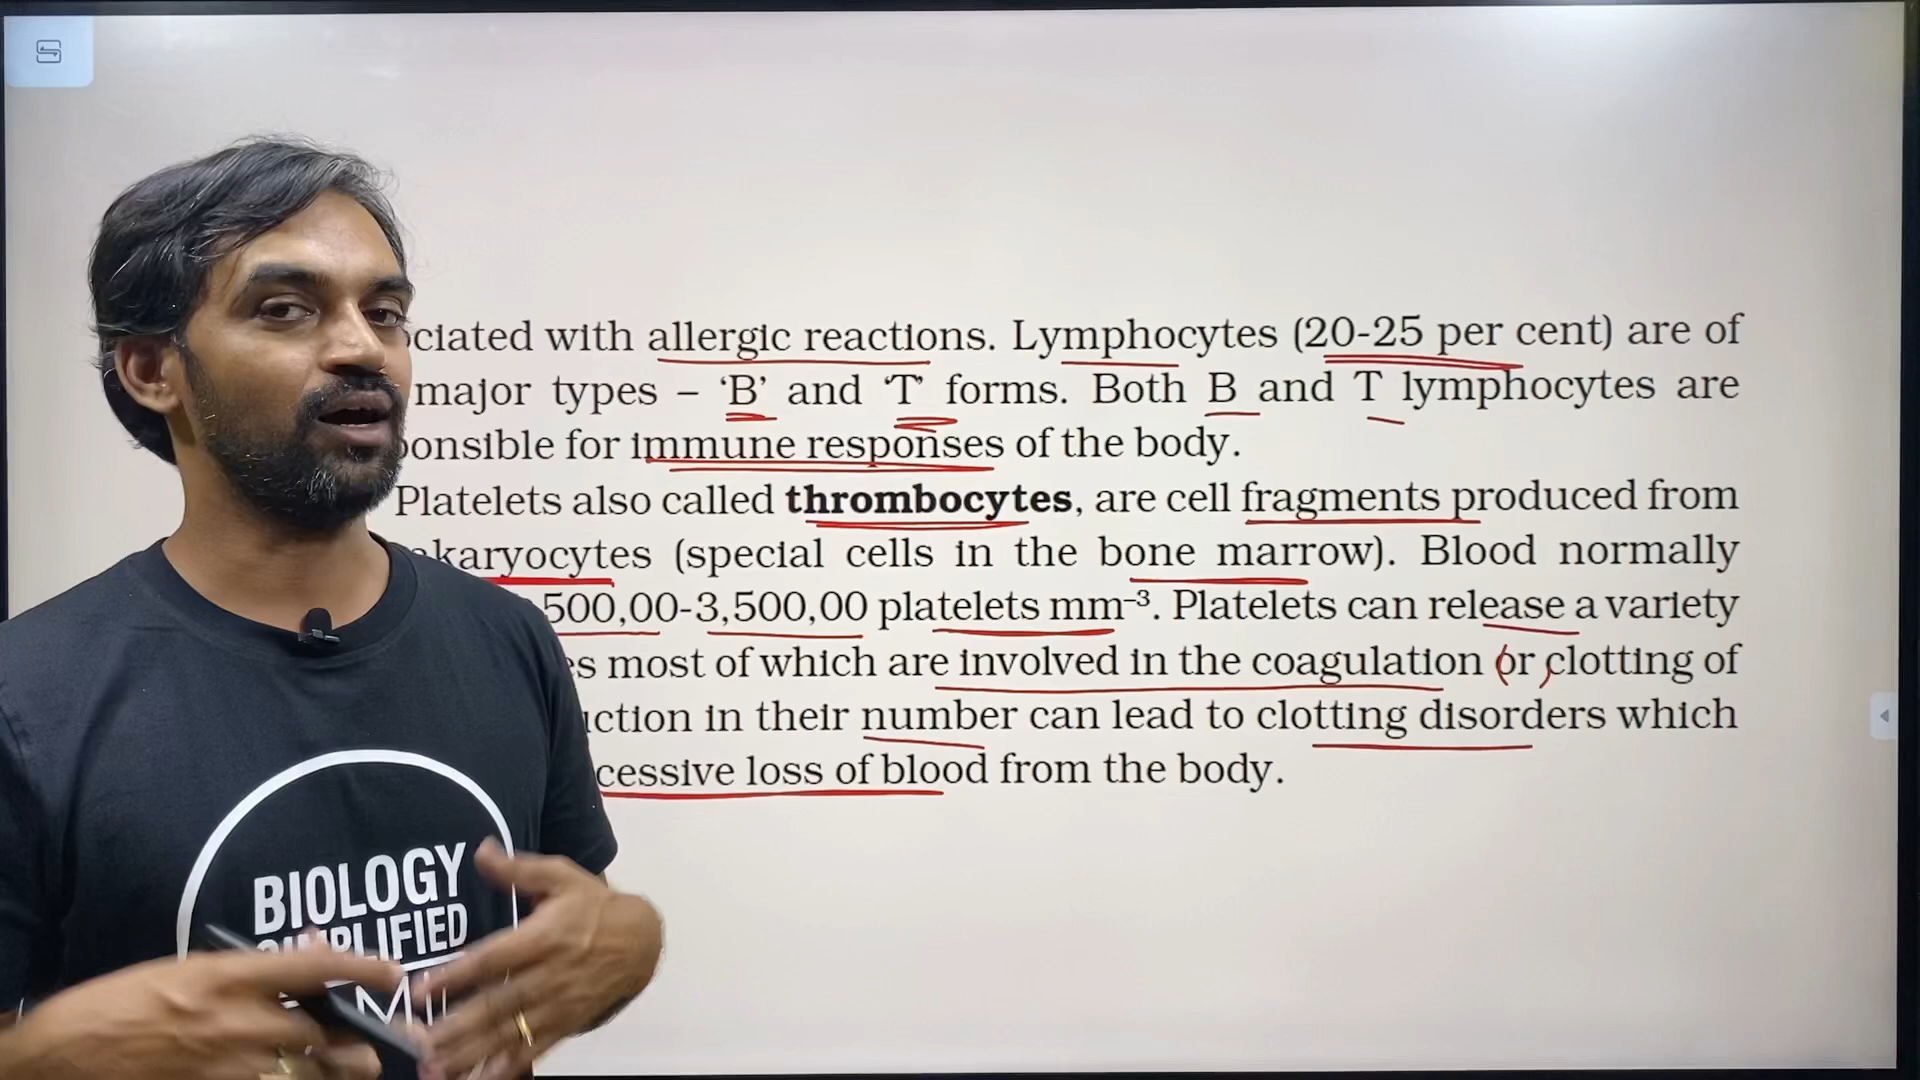 ociated with allergic reactions. Lymphocytes (20-25 per cent) are of
major types – ‘B’ and ‘T’ forms. Both B and T lymphocytes are
ponsible for immune responses of the body.
Platelets also called thrombocytes, are cell fragments produced from
karyocytes (special cells in the bone marrow). Blood normally
500,00-3,500,00 platelets mm⁻³. Platelets can release a variety
es most of which are involved in the coagulation (or) clotting of
uction in their number can lead to clotting disorders which
cessive loss of blood from the body.
BIOLOGY
SIMPLIFIED